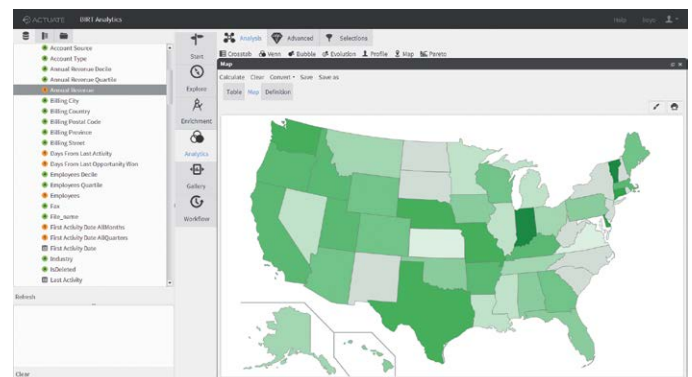 ACTUATE BIRT Analytics Help
Analysis Advanced Selections
Crosstab Venn Bubble Evolution Profile Map Pareto
Map
Calculate Clear Convert Save Save as
Table Map Definition
Start
Explore
Enrichment
Analytics
Gallery
Workflow
Account Source
Account Type
Annual Revenue Decile
Annual Revenue Quartile
Annual Revenue
Billing City
Billing Country
Billing Postal Code
Billing Province
Billing Street
Days From Last Activity
Days From Last Opportunity Won
Employees Decile
Employees Quartile
Employees
Fax
File_name
First Activity Date AllMonths
First Activity Date AllQuarters
First Activity Date
Industry
IsDeleted
Last Activity
Refresh
Clear